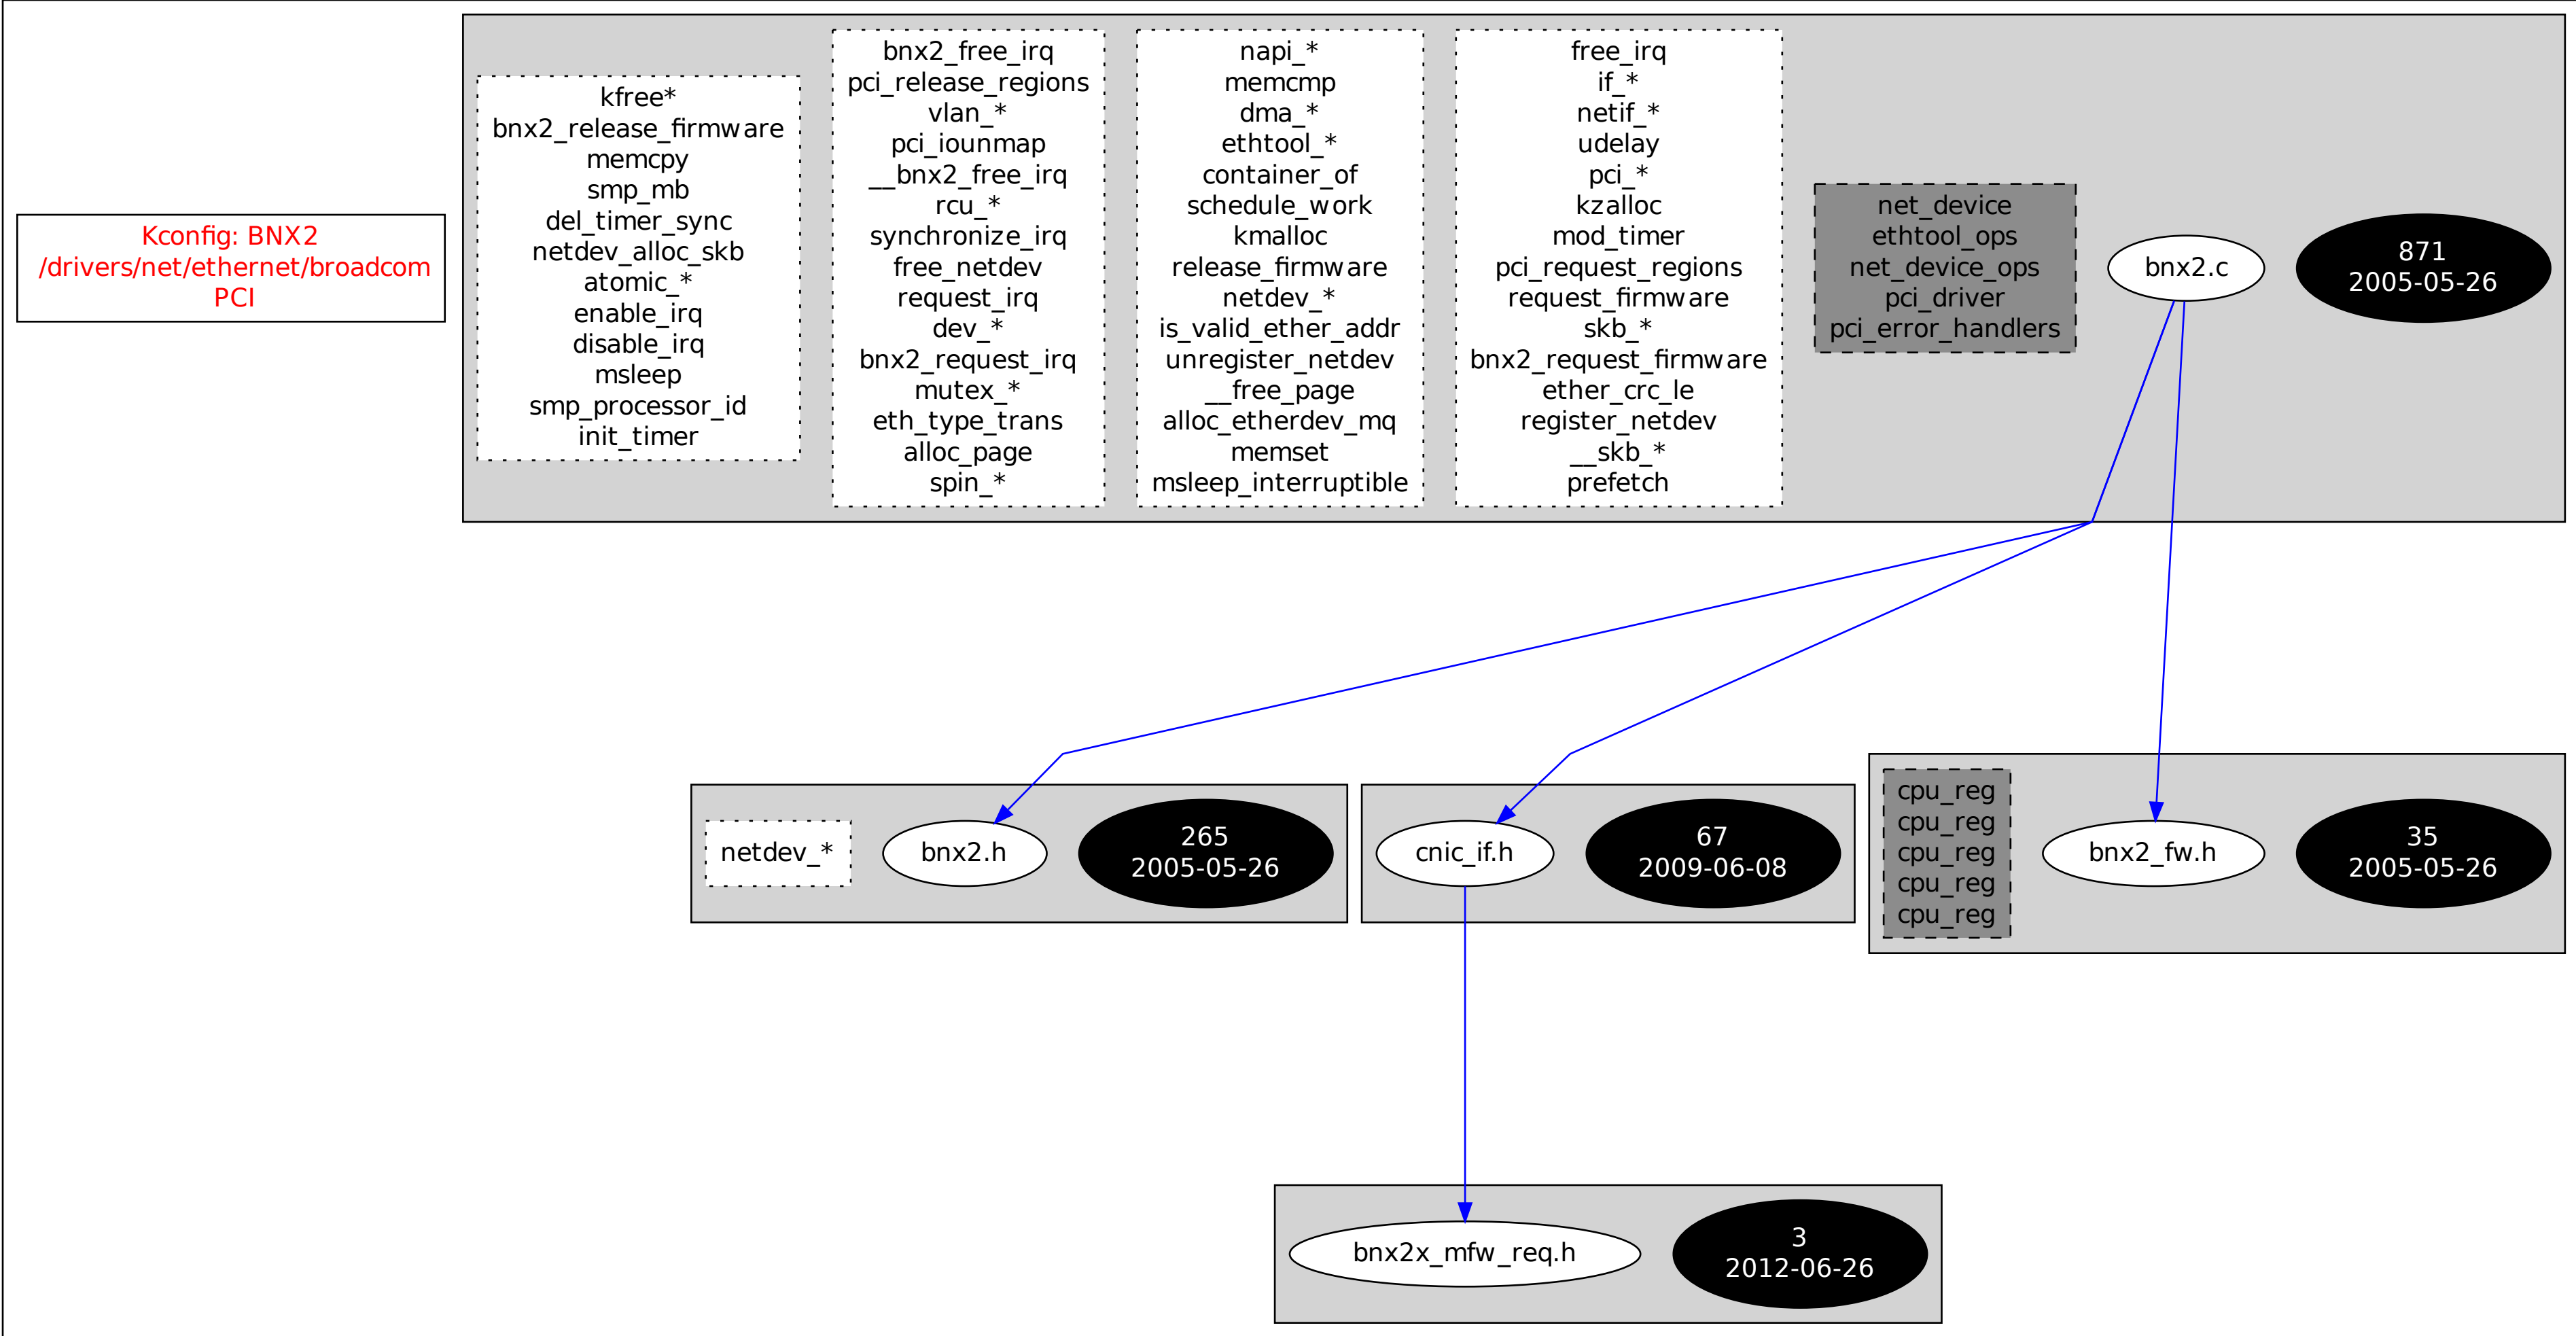 Kconfig: BNX2
/drivers/net/ethernet/broadcom
PCI
kfree*
bnx2_release_firmware
memcpy
smp_mb
del_timer_sync
netdev_alloc_skb
atomic_*
enable_irq
disable_irq
msleep
smp_processor_id
init_timer
bnx2_free_irq
pci_release_regions
vlan_*
pci_iounmap
__bnx2_free_irq
rcu_*
synchronize_irq
free_netdev
request_irq
dev_*
bnx2_request_irq
mutex_*
eth_type_trans
alloc_page
spin_*
napi_*
memcmp
dma_*
ethtool_*
container_of
schedule_work
kmalloc
release_firmware
netdev_*
is_valid_ether_addr
unregister_netdev
__free_page
alloc_etherdev_mq
memset
msleep_interruptible
free_irq
if_*
netif_*
udelay
pci_*
kzalloc
mod_timer
pci_request_regions
request_firmware
skb_*
bnx2_request_firmware
ether_crc_le
register_netdev
__skb_*
prefetch
net_device
ethtool_ops
net_device_ops
pci_driver
pci_error_handlers
bnx2.c
871
2005-05-26
netdev_*
bnx2.h
265
2005-05-26
cnic_if.h
67
2009-06-08
cpu_reg
cpu_reg
cpu_reg
cpu_reg
cpu_reg
bnx2_fw.h
35
2005-05-26
bnx2x_mfw_req.h
3
2012-06-26